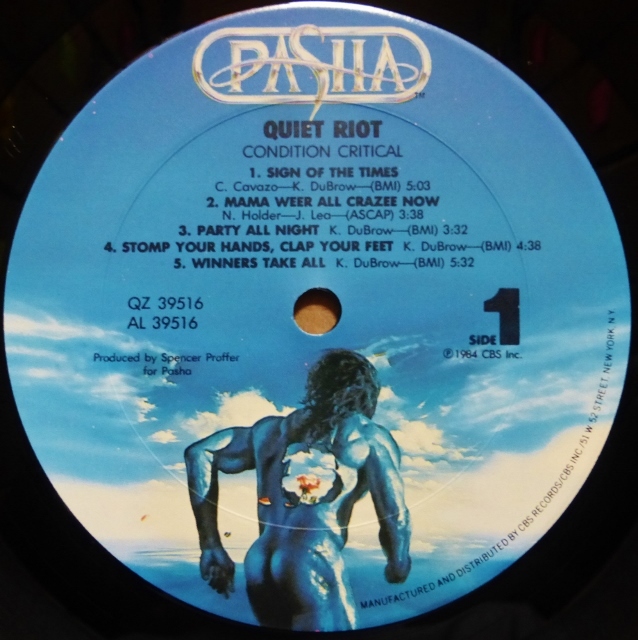 PASHA
TM
QUIET RIOT
CONDITION CRITICAL
1. SIGN OF THE TIMES
C. Cavazo—K. DuBrow—(BMI) 5:03
2. MAMA WEER ALL CRAZEE NOW
N. Holder—J. Lea—(ASCAP) 3:38
3. PARTY ALL NIGHT K. DuBrow—(BMI) 3:32
4. STOMP YOUR HANDS, CLAP YOUR FEET K. DuBrow—(BMI) 4:38
5. WINNERS TAKE ALL K. DuBrow—(BMI) 5:32
QZ 39516
AL 39516
SIDE 1
Produced by Spencer Proffer
for Pasha
℗1984 CBS Inc.
MANUFACTURED AND DISTRIBUTED BY CBS RECORDS/CBS INC./51 W. 52 STREET, NEW YORK, N.Y.